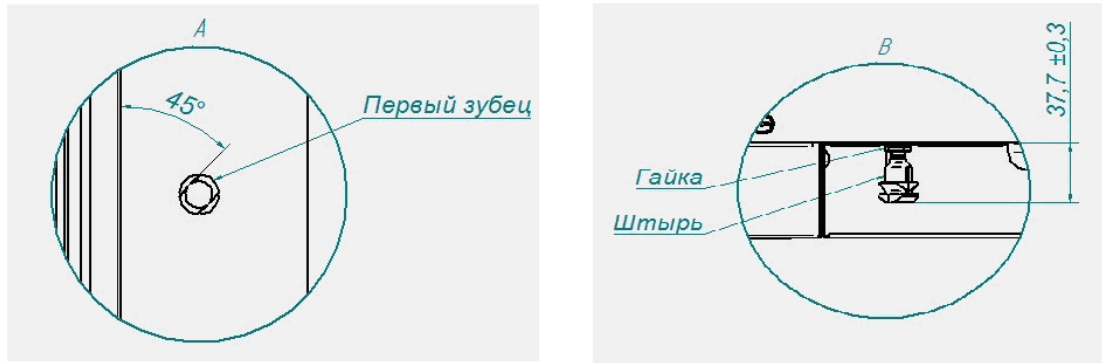 А
45°
Первый зубец
В
37,7 ±0,3
Гайка
Штырь